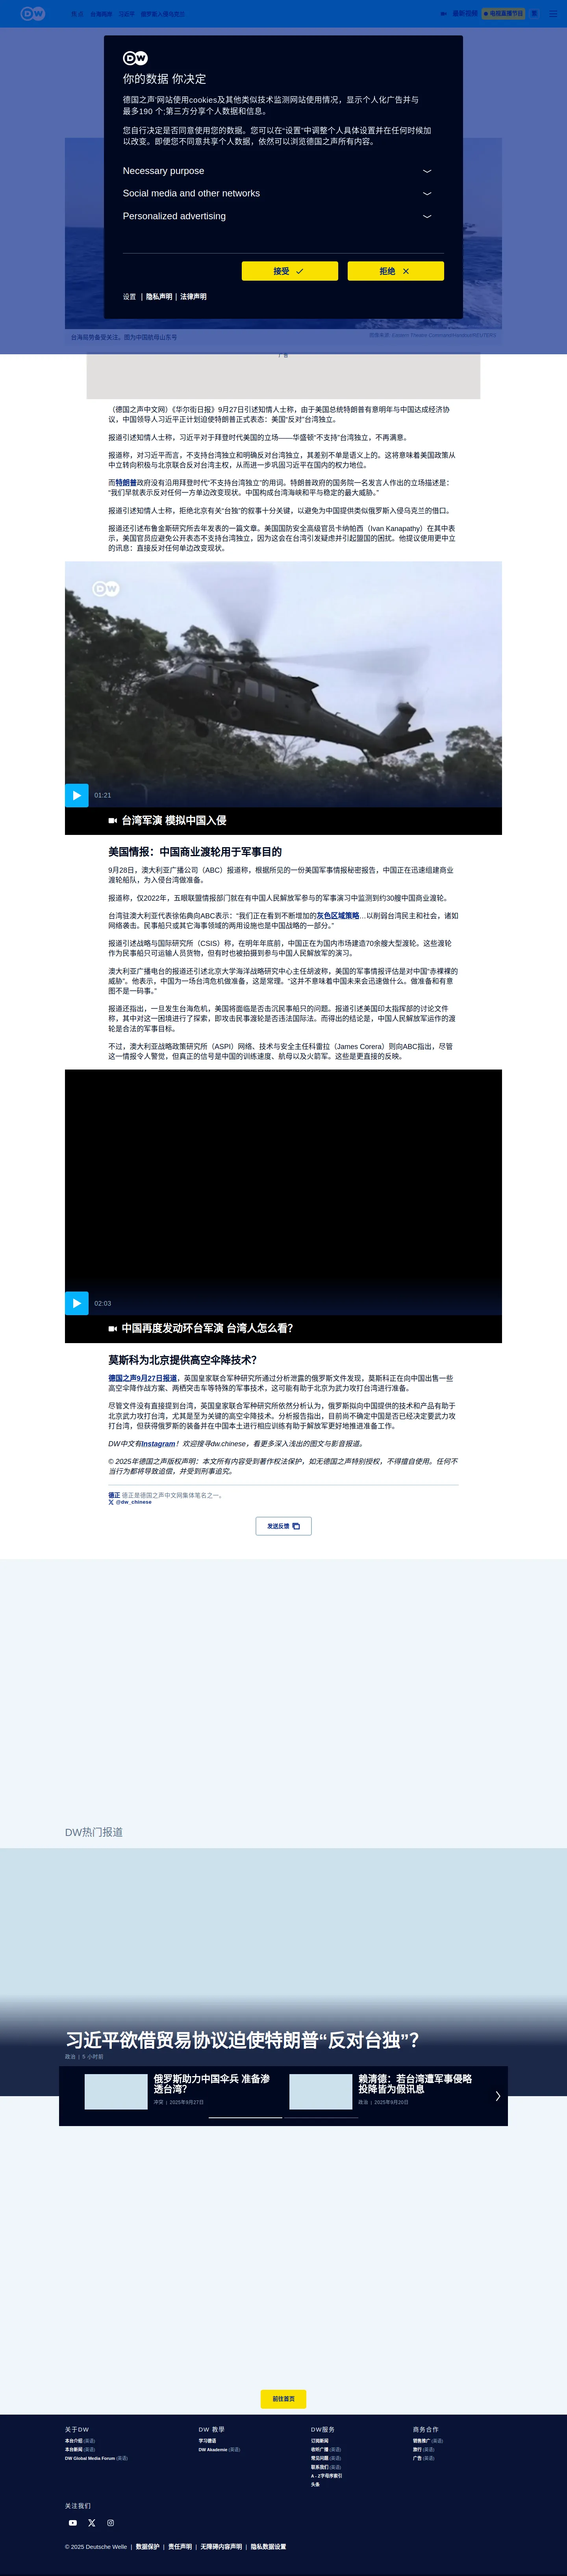 台海局势
习近平
俄罗斯入侵乌克兰
最新视频
电视直播节目
DW
你的数据 你决定
德国之声'网站使用cookies及其他类似技术监测网站使用情况，显示个人化广告并与
最多190 个;第三方分享个人数据和信息。
您自行决定是否同意使用您的数据。您可以在“设置”中调整个人具体设置并在任何时候加
以改变。即便您不同意共享个人数据，依然可以浏览德国之声所有内容。
Necessary purpose
Social media and other networks
Personalized advertising
接受
拒绝
设置 | 隐私声明 | 法律声明
台海局势备受关注。图为中国航母山东号
图像来源: Eastern Theatre Command/Handout/REUTERS
广告
（德国之声中文网）《华尔街日报》9月27日引述知情人士称，由于美国总统特朗普有意明年与中国达成经济协
议，中国领导人习近平正计划迫使特朗普正式表态：美国“反对”台湾独立。
报道引述知情人士称，习近平对于拜登时代美国的立场——华盛顿“不支持”台湾独立，不再满意。
报道称，对习近平而言，不支持台湾独立和明确反对台湾独立，其差别不单是语义上的。这将意味着美国政策从
中立转向积极与北京联合反对台湾主权，从而进一步巩固习近平在国内的权力地位。
而特朗普政府没有沿用拜登时代“不支持台湾独立”的用词。特朗普政府的国务院一名发言人作出的立场描述是：
“我们早就表示反对任何一方单边改变现状。中国构成台湾海峡和平与稳定的最大威胁。”
报道引述知情人士称，拒绝北京有关“台独”的叙事十分关键，以避免为中国提供类似俄罗斯入侵乌克兰的借口。
报道还引述布鲁金斯研究所去年发表的一篇文章。美国国防安全高级官员卡纳帕西（Ivan Kanapathy）在其中表
示，美国官员应避免公开表态不支持台湾独立，因为这会在台湾引发疑虑并引起盟国的困扰。他提议使用更中立
的讯息：直接反对任何单边改变现状。
DW
01:21
台湾军演 模拟中国入侵
美国情报：中国商业渡轮用于军事目的
9月28日，澳大利亚广播公司（ABC）报道称，根据所见的一份美国军事情报秘密报告，中国正在迅速组建商业
渡轮船队，为入侵台湾做准备。
报道称，仅2022年，五眼联盟情报部门就在有中国人民解放军参与的军事演习中监测到约30艘中国商业渡轮。
台湾驻澳大利亚代表徐佑典向ABC表示：“我们正在看到不断增加的灰色区域策略…以削弱台湾民主和社会，诸如
网络袭击。民事船只或其它海事领域的两用设施也是中国战略的一部分。”
报道引述战略与国际研究所（CSIS）称，在明年年底前，中国正在为国内市场建造70余艘大型渡轮。这些渡轮
作为民事船只可运输人员货物，但有时也被拍摄到参与中国人民解放军的演习。
澳大利亚广播电台的报道还引述北京大学海洋战略研究中心主任胡波称，美国的军事情报评估是对中国“赤裸裸的
威胁”。他表示，中国为一场台湾危机做准备，这是常理。“这并不意味着中国未来会迅速做什么。做准备和有意
图不是一码事。”
报道还指出，一旦发生台海危机，美国将面临是否击沉民事船只的问题。报道引述美国印太指挥部的讨论文件
称，其中对这一困境进行了探索，即攻击民事渡轮是否违法国际法。而得出的结论是，中国人民解放军运作的渡
轮是合法的军事目标。
不过，澳大利亚战略政策研究所（ASPI）网络、技术与安全主任科雷拉（James Corera）则向ABC指出，尽管
这一情报令人警觉，但真正的信号是中国的训练速度、航母以及火箭军。这些是更直接的反映。
02:03
中国再度发动环台军演 台湾人怎么看？
莫斯科为北京提供高空伞降技术？
德国之声9月27日报道，英国皇家联合军种研究所通过分析泄露的俄罗斯文件发现，莫斯科正在向中国出售一些
高空伞降作战方案、两栖突击车等特殊的军事技术，这可能有助于北京为武力攻打台湾进行准备。
尽管文件没有直接提到台湾，英国皇家联合军种研究所依然分析认为，俄罗斯拟向中国提供的技术和产品有助于
北京武力攻打台湾，尤其是至为关键的高空伞降技术。分析报告指出，目前尚不确定中国是否已经决定要武力攻
打台湾，但获得俄罗斯的装备并在中国本土进行相应训练有助于解放军更好地推进准备工作。
DW中文有Instagram！欢迎搜寻dw.chinese，看更多深入浅出的图文与影音报道。
© 2025年德国之声版权声明：本文所有内容受到著作权法保护，如无德国之声特别授权，不得擅自使用。任何不
当行为都将导致追偿，并受到刑事追究。
德正 德正是德国之声中文网集体笔名之一。
@dw_chinese
发送反馈
DW热门报道
习近平欲借贸易协议迫使特朗普“反对台独”？
政治 | 5 小时前
俄罗斯助力中国伞兵 准备渗
透台湾？
冲突 | 2025年9月27日
赖清德：若台湾遭军事侵略
投降皆为假讯息
政治 | 2025年9月20日
前往首页
关于DW
本台介绍 (英语)
本台新闻 (英语)
DW Global Media Forum (英语)
DW 教學
学习德语
DW Akademie (英语)
DW服务
订阅新闻
收听广播 (英语)
常见问题 (英语)
联系我们 (英语)
A - Z字母序索引
头条
商务合作
销售推广 (英语)
旅行 (英语)
广告 (英语)
关注我们
© 2025 Deutsche Welle | 数据保护 | 责任声明 | 无障碍内容声明 | 隐私数据设置